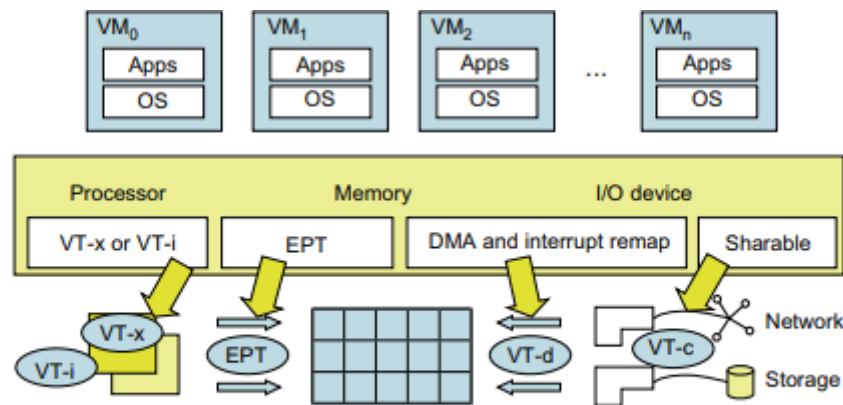 VM0 VM1 VM2 VMn
Apps Apps Apps ... Apps
OS OS OS OS
Processor Memory I/O device
VT-x or VT-i EPT DMA and interrupt remap Sharable
VT-x
VT-i
EPT
VT-d
VT-c
Network
Storage